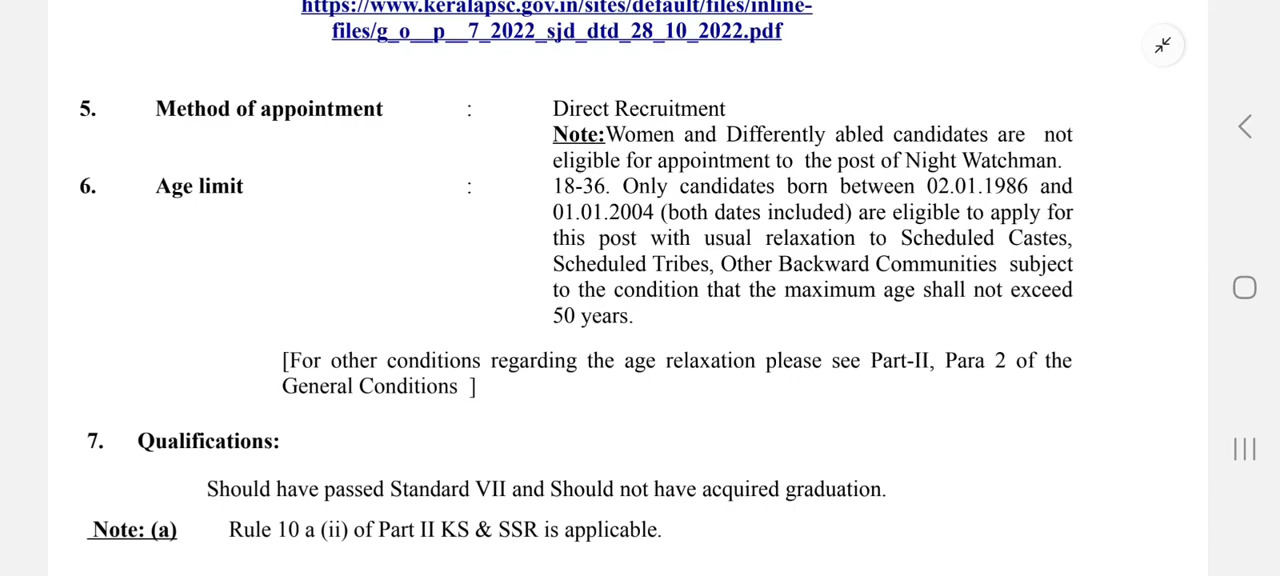 https://www.keralapsc.gov.in/sites/default/files/inline-
files/g_o__p__7_2022_sjd_dtd_28_10_2022.pdf
5. Method of appointment : Direct Recruitment
Note:Women and Differently abled candidates are not
eligible for appointment to the post of Night Watchman.
6. Age limit : 18-36. Only candidates born between 02.01.1986 and
01.01.2004 (both dates included) are eligible to apply for
this post with usual relaxation to Scheduled Castes,
Scheduled Tribes, Other Backward Communities subject
to the condition that the maximum age shall not exceed
50 years.
[For other conditions regarding the age relaxation please see Part-II, Para 2 of the
General Conditions ]
7. Qualifications:
Should have passed Standard VII and Should not have acquired graduation.
Note: (a) Rule 10 a (ii) of Part II KS & SSR is applicable.